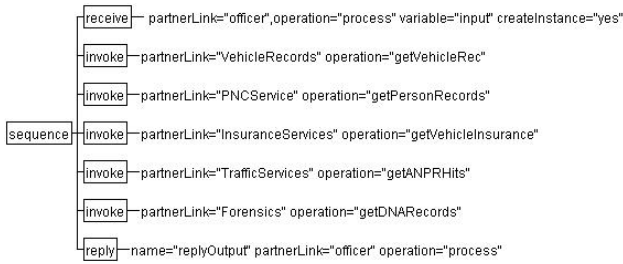 receive partnerLink="officer",operation="process" variable="input" createInstance="yes"
invoke partnerLink="VehicleRecords" operation="getVehicleRec"
invoke partnerLink="PNCService" operation="getPersonRecords"
sequence invoke partnerLink="InsuranceServices" operation="getVehicleInsurance"
invoke partnerLink="TrafficServices" operation="getANPRHits"
invoke partnerLink="Forensics" operation="getDNARecords"
reply name="replyOutput" partnerLink="officer" operation="process"